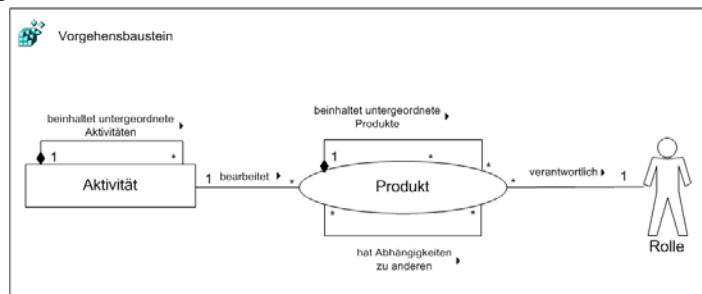 Vorgehensbaustein
beinhaltet untergeordnete
Aktivitäten
beinhaltet untergeordnete
Produkte
1
*
1
*
*
Aktivität
1
bearbeitet
*
Produkt
*
verantwortlich
1
*
*
hat Abhängigkeiten
zu anderen
Rolle